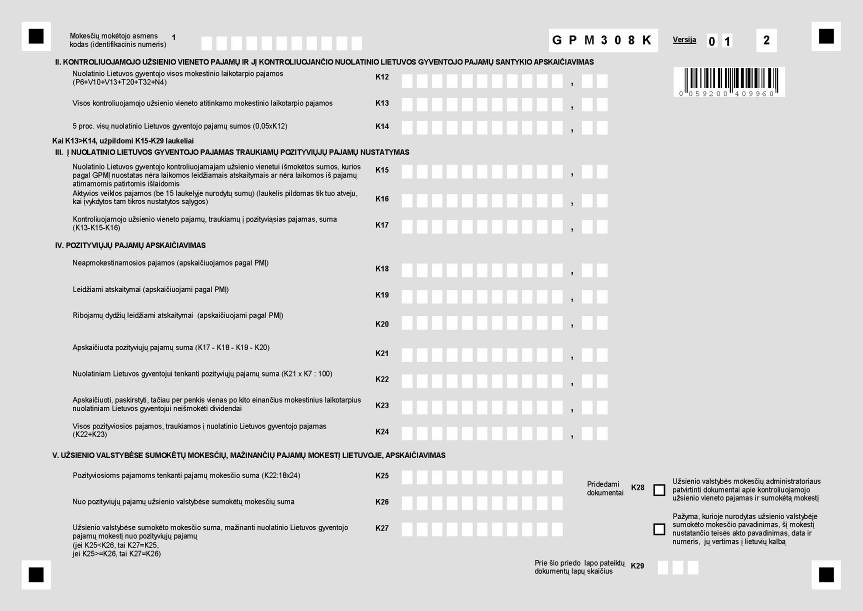 Mokesčių mokėtojo asmens 1
kodas (identifikacinis numeris)
GPM308K Versija 01 2
0 059200 409960
II. KONTROLIUOJAMOJO UŽSIENIO VIENETO PAJAMŲ IR JĮ KONTROLIUOJANČIO NUOLATINIO LIETUVOS GYVENTOJO PAJAMŲ SANTYKIO APSKAIČIAVIMAS
Nuolatinio Lietuvos gyventojo visos mokestinio laikotarpio pajamos
(P6+V10+V13+T20+T32+N4)
K12 ,
Visos kontroliuojamojo užsienio vieneto atitinkamo mokestinio laikotarpio pajamos K13 ,
5 proc. visų nuolatinio Lietuvos gyventojo pajamų sumos (0,05xK12) K14 ,
Kai K13>K14, užpildomi K15-K29 laukeliai
III. Į NUOLATINIO LIETUVOS GYVENTOJO PAJAMAS TRAUKIAMŲ POZITYVIŲJŲ PAJAMŲ NUSTATYMAS
Nuolatinio Lietuvos gyventojo kontroliuojamajam užsienio vienetui išmokėtos sumos, kurios
pagal GPMĮ nuostatas nėra laikomos leidžiamais atskaitymais ar nėra laikomos iš pajamų
atimamomis patirtomis išlaidomis
K15 ,
Aktyvios veiklos pajamos (be 15 laukelyje nurodytų sumų) (laukelis pildomas tik tuo atveju,
kai įvykdytos tam tikros nustatytos sąlygos)
K16 ,
Kontroliuojamojo užsienio vieneto pajamų, traukiamų į pozityviąsias pajamas, suma
(K13-K15-K16)
K17 ,
IV. POZITYVIŲJŲ PAJAMŲ APSKAIČIAVIMAS
Neapmokestinamosios pajamos (apskaičiuojamos pagal PMĮ) K18 ,
Leidžiami atskaitymai (apskaičiuojami pagal PMĮ) K19 ,
Ribojamų dydžių leidžiami atskaitymai (apskaičiuojami pagal PMĮ) K20 ,
Apskaičiuota pozityviųjų pajamų suma (K17 - K18 - K19 - K20) K21 ,
Nuolatiniam Lietuvos gyventojui tenkanti pozityviųjų pajamų suma (K21 x K7 : 100) K22 ,
Apskaičiuoti, paskirstyti, tačiau per penkis vienas po kito einančius mokestinius laikotarpius
nuolatiniam Lietuvos gyventojui neišmokėti dividendai
K23 ,
Visos pozityviosios pajamos, traukiamos į nuolatinio Lietuvos gyventojo pajamas
(K22+K23)
K24 ,
V. UŽSIENIO VALSTYBĖSE SUMOKĖTŲ MOKESČIŲ, MAŽINANČIŲ PAJAMŲ MOKESTĮ LIETUVOJE, APSKAIČIAVIMAS
Pozityviosioms pajamoms tenkanti pajamų mokesčio suma (K22:18x24) K25
Nuo pozityviųjų pajamų užsienio valstybėse sumokėtų mokesčių suma K26
Užsienio valstybėse sumokėto mokesčio suma, mažinanti nuolatinio Lietuvos gyventojo
pajamų mokestį nuo pozityviųjų pajamų
(jei K25<K26, tai K27=K25,
jei K25>=K26, tai K27=K26)
K27
Pridedami
dokumentai
K28
Užsienio valstybės mokesčių administratoriaus
patvirtinti dokumentai apie kontroliuojamojo
užsienio vieneto pajamas ir sumokėtą mokestį
Pažyma, kurioje nurodytas užsienio valstybėje
sumokėto mokesčio pavadinimas, šį mokestį
nustatančio teisės akto pavadinimas, data ir
numeris, jų vertimas į lietuvių kalbą
Prie šio priedo lapo pateiktų
dokumentų lapų skaičius
K29